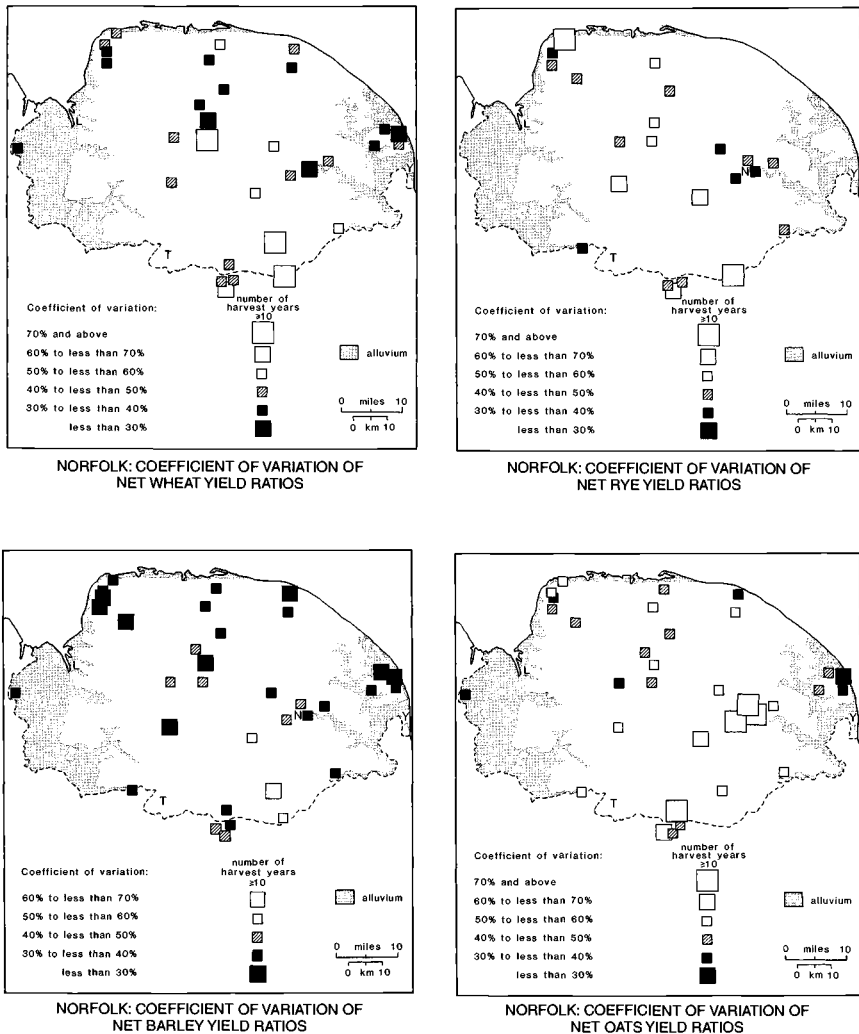 L
N
T
Coefficient of variation:
number of
harvest years
≥10
70% and above
60% to less than 70%
50% to less than 60%
40% to less than 50%
30% to less than 40%
less than 30%
alluvium
0 miles 10
0 km 10
NORFOLK: COEFFICIENT OF VARIATION OF
NET WHEAT YIELD RATIOS
L
N
T
Coefficient of variation:
number of
harvest years
≥10
70% and above
60% to less than 70%
50% to less than 60%
40% to less than 50%
30% to less than 40%
less than 30%
alluvium
0 miles 10
0 km 10
NORFOLK: COEFFICIENT OF VARIATION OF
NET RYE YIELD RATIOS
L
N
T
Coefficient of variation:
number of
harvest years
≥10
60% to less than 70%
50% to less than 60%
40% to less than 50%
30% to less than 40%
less than 30%
alluvium
0 miles 10
0 km 10
NORFOLK: COEFFICIENT OF VARIATION OF
NET BARLEY YIELD RATIOS
L
T
Coefficient of variation:
number of
harvest years
≥10
70% and above
60% to less than 70%
50% to less than 60%
40% to less than 50%
30% to less than 40%
less than 30%
alluvium
0 miles 10
0 km 10
NORFOLK: COEFFICIENT OF VARIATION OF
NET OATS YIELD RATIOS